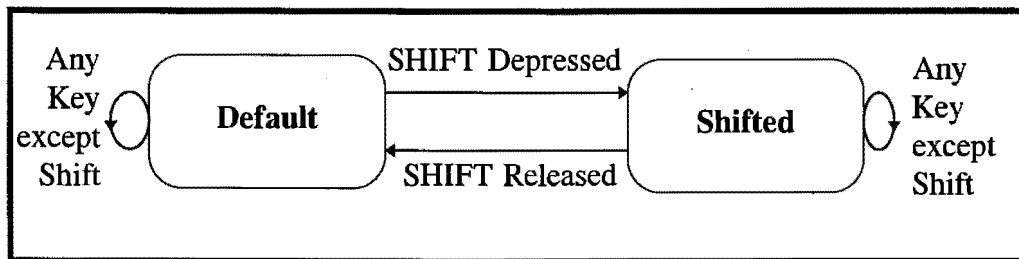 Any
Key
except
Shift
Default
SHIFT Depressed
SHIFT Released
Shifted
Any
Key
except
Shift